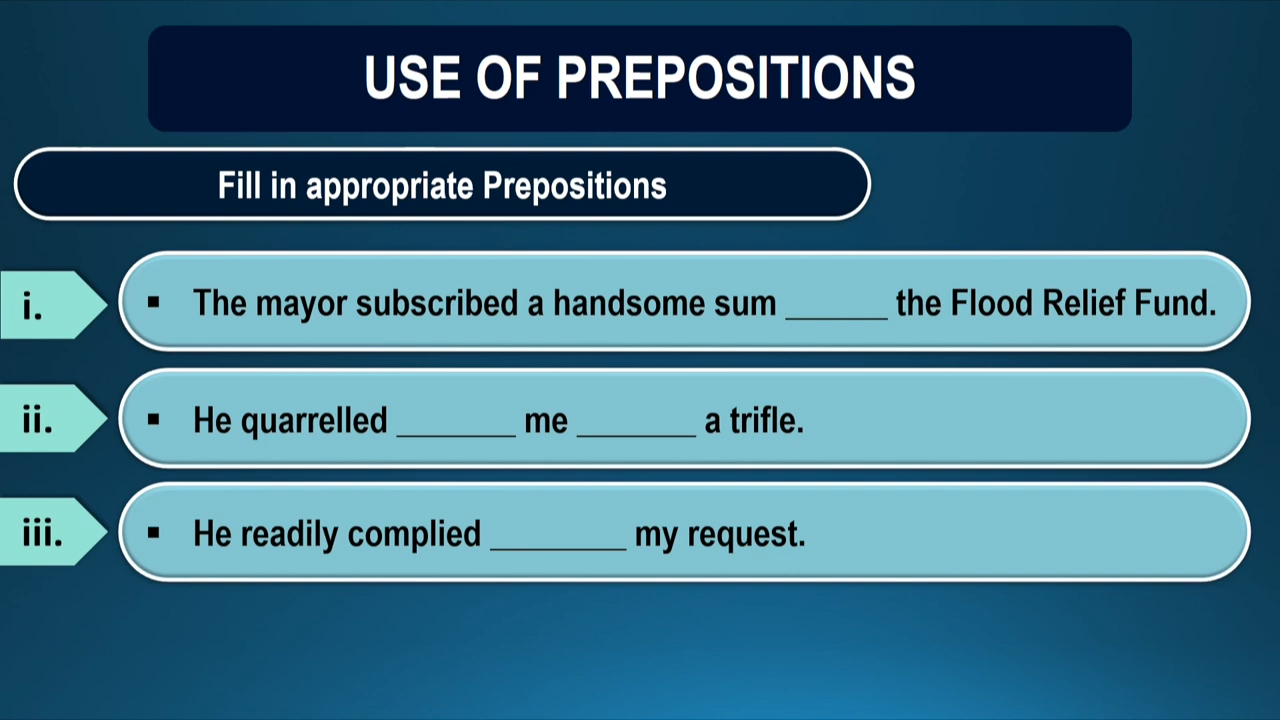 USE OF PREPOSITIONS
Fill in appropriate Prepositions
i. ▪ The mayor subscribed a handsome sum ______ the Flood Relief Fund.
ii. ▪ He quarrelled _______ me _______ a trifle.
iii. ▪ He readily complied ________ my request.